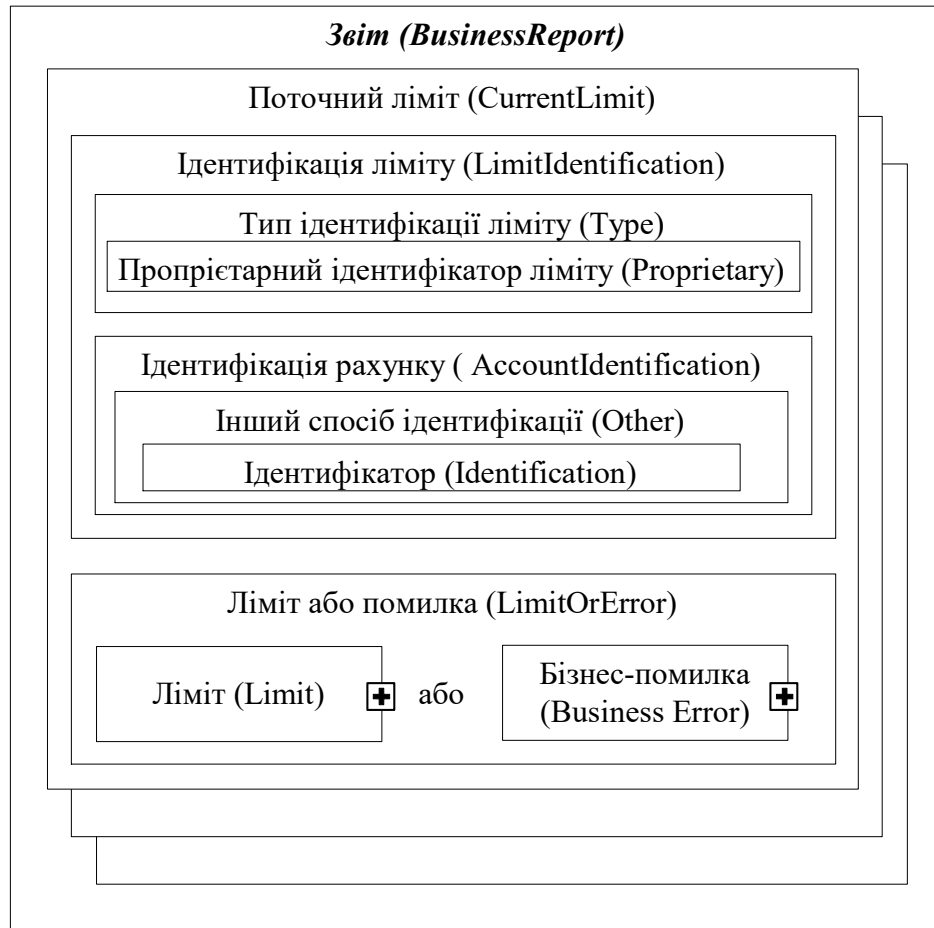 Звіт (BusinessReport)
Поточний ліміт (CurrentLimit)
Ідентифікація ліміту (LimitIdentification)
Тип ідентифікації ліміту (Type)
Пропрієтарний ідентифікатор ліміту (Proprietary)
Ідентифікація рахунку ( AccountIdentification)
Інший спосіб ідентифікації (Other)
Ідентифікатор (Identification)
Ліміт або помилка (LimitOrError)
Ліміт (Limit) або
Бізнес-помилка
(Business Error)